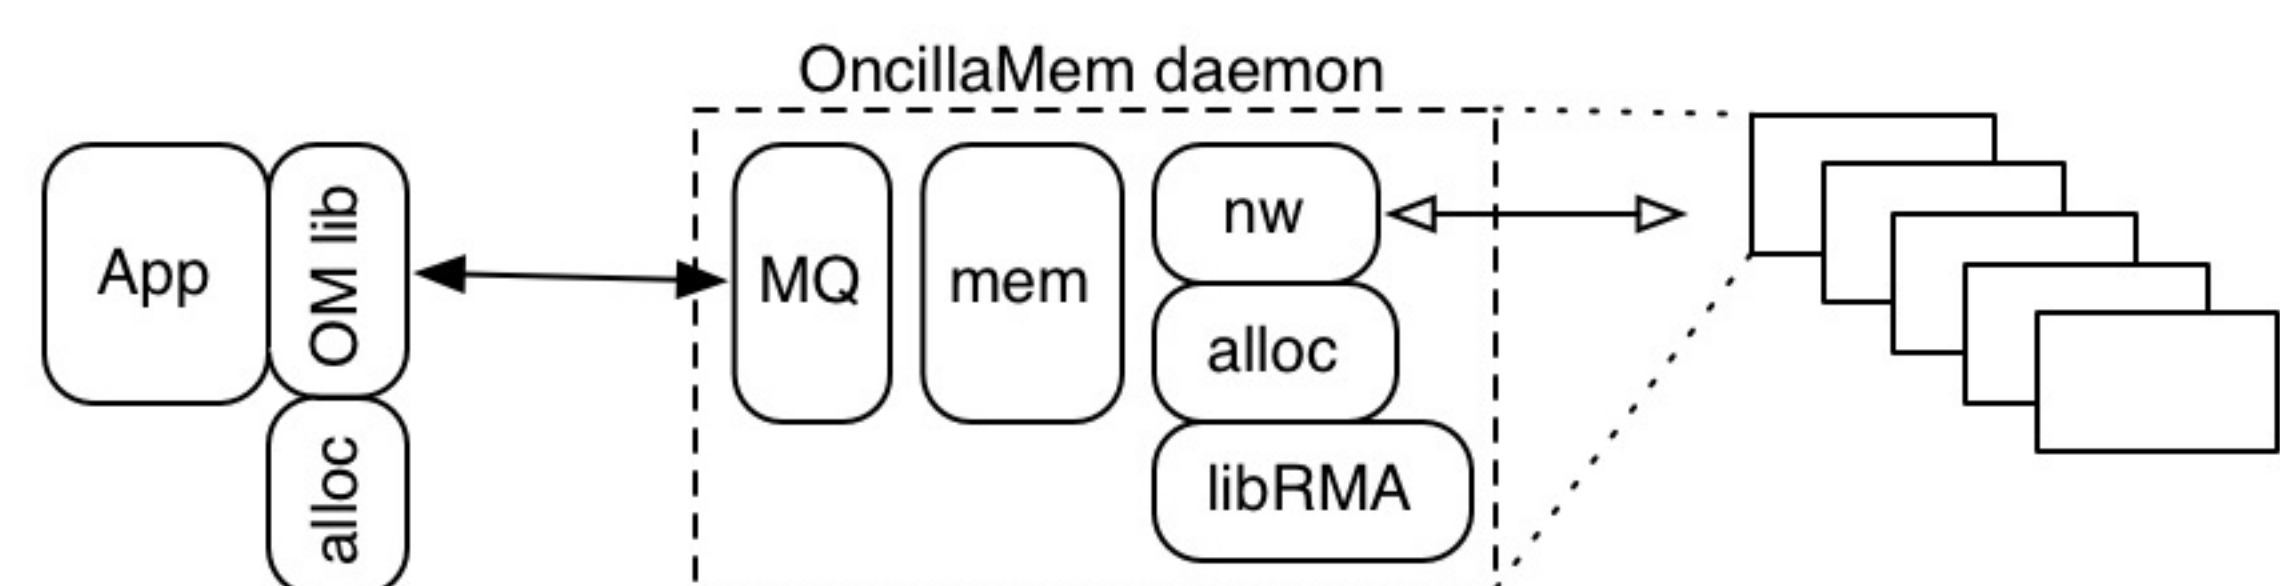 OncillaMem daemon
App
OM lib
alloc
MQ
mem
nw
alloc
libRMA